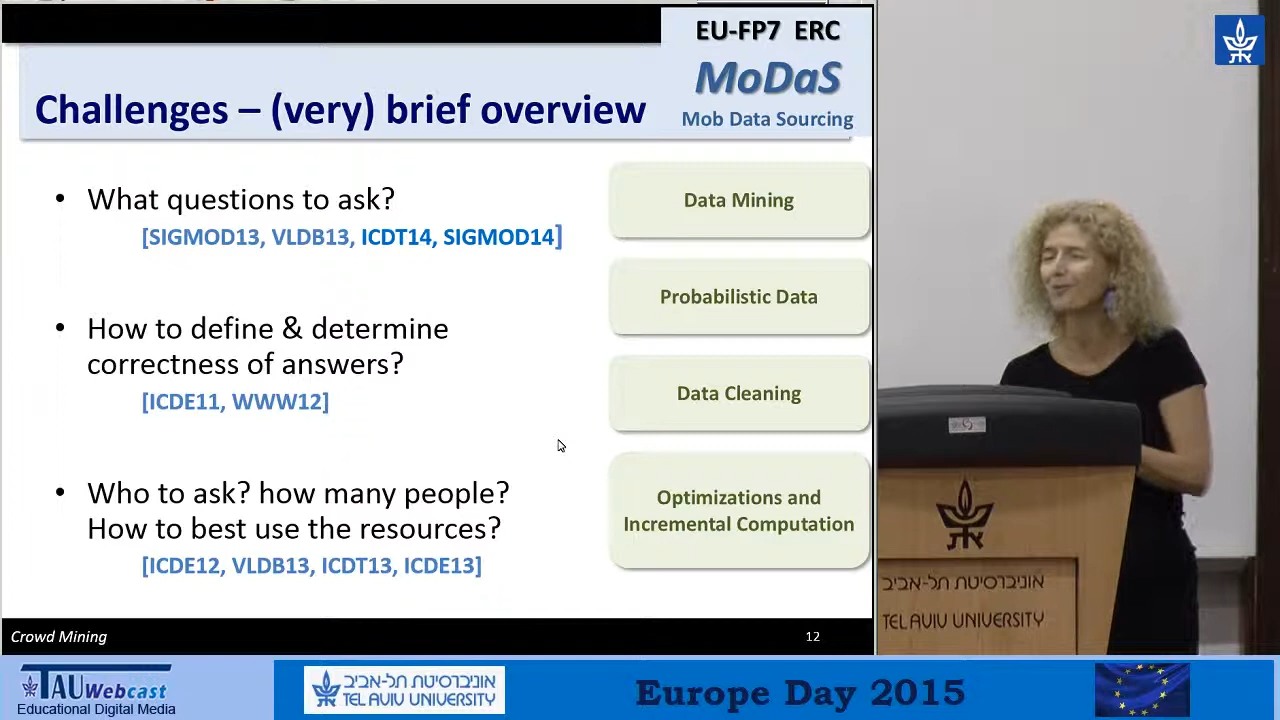 EU-FP7 ERC
MoDaS
Mob Data Sourcing
Challenges – (very) brief overview
• What questions to ask?
[SIGMOD13, VLDB13, ICDT14, SIGMOD14]
• How to define & determine
correctness of answers?
[ICDE11, WWW12]
• Who to ask? how many people?
How to best use the resources?
[ICDE12, VLDB13, ICDT13, ICDE13]
Data Mining
Probabilistic Data
Data Cleaning
Optimizations and
Incremental Computation
Crowd Mining
12
אוניברסיטת תל-אביב
TEL AVIV UNIVERSITY
TAU Webcast
Educational Digital Media
אוניברסיטת תל-אביב
TEL AVIV UNIVERSITY
Europe Day 2015